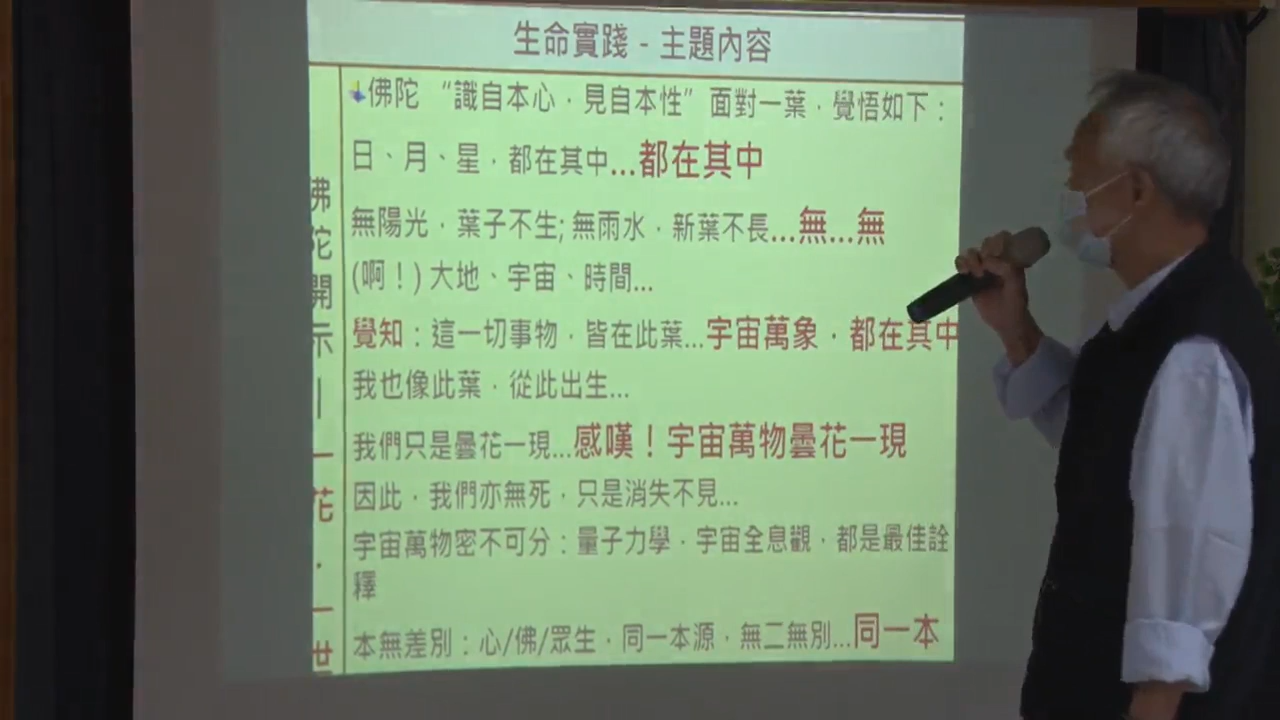 生命實踐 - 主題內容
佛陀開示 — 一花．一世
佛陀 “識自本心．見自本性” 面對一葉．覺悟如下：
日、月、星．都在其中...都在其中
無陽光．葉子不生; 無雨水．新葉不長...無...無
(啊！) 大地、宇宙、時間...
覺知：這一切事物．皆在此葉...宇宙萬象．都在其中
我也像此葉．從此出生...
我們只是曇花一現...感嘆！宇宙萬物曇花一現
因此．我們亦無死．只是消失不見...
宇宙萬物密不可分：量子力學．宇宙全息觀．都是最佳詮
釋
本無差別：心/佛/眾生．同一本源．無二無別...同一本